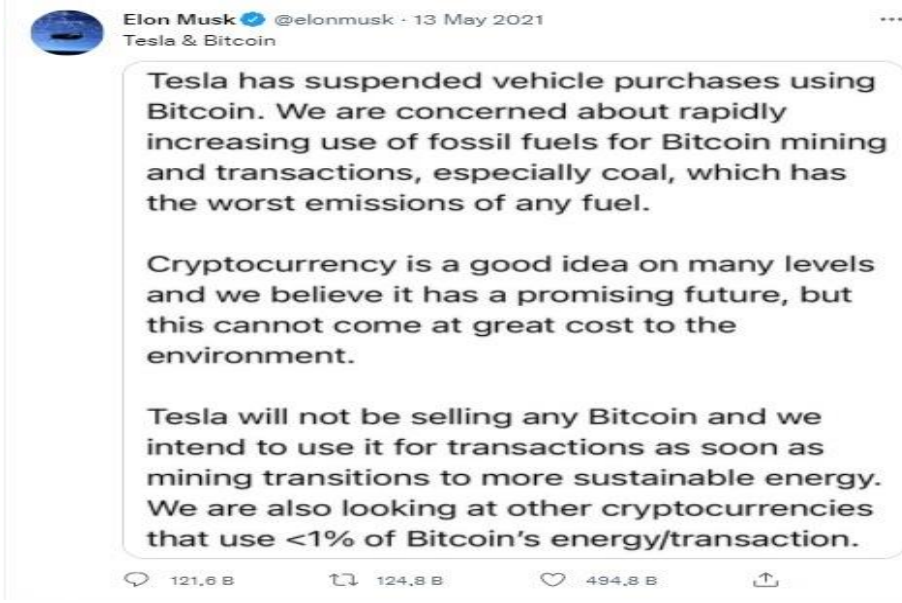 Elon Musk @elonmusk · 13 May 2021 ···
Tesla & Bitcoin
Tesla has suspended vehicle purchases using
Bitcoin. We are concerned about rapidly
increasing use of fossil fuels for Bitcoin mining
and transactions, especially coal, which has
the worst emissions of any fuel.
Cryptocurrency is a good idea on many levels
and we believe it has a promising future, but
this cannot come at great cost to the
environment.
Tesla will not be selling any Bitcoin and we
intend to use it for transactions as soon as
mining transitions to more sustainable energy.
We are also looking at other cryptocurrencies
that use <1% of Bitcoin’s energy/transaction.
121,6 B 124,8 B 494,8 B